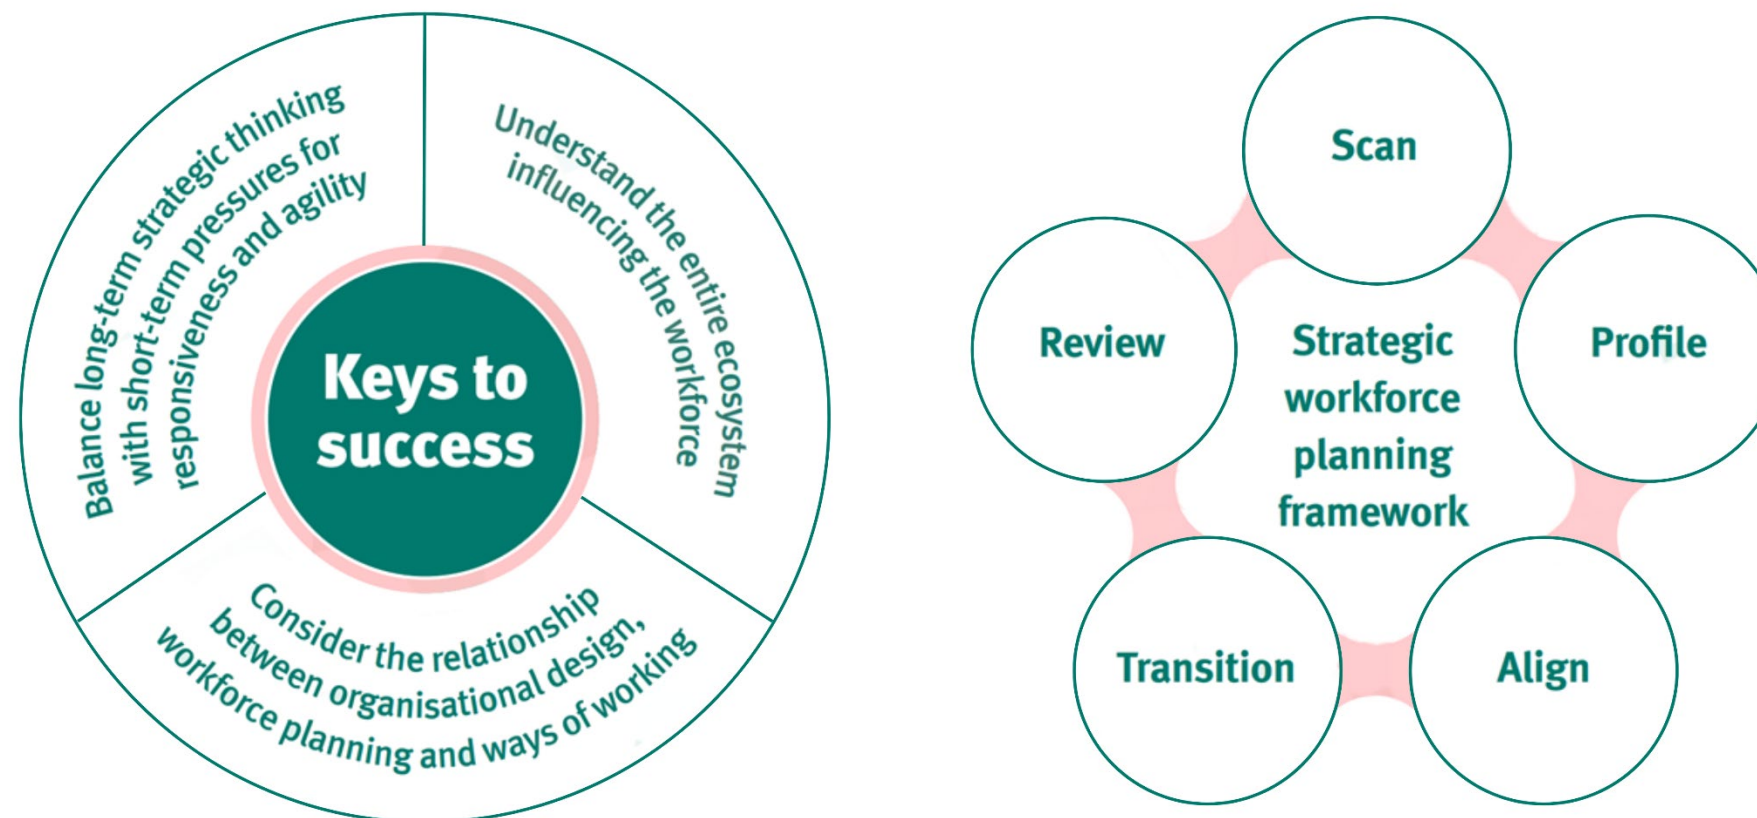 Balance long-term strategic thinking
with short-term pressures for
responsiveness and agility
Understand the entire ecosystem
influencing the workforce
Keys to
success
Consider the relationship
between organisational design,
workforce planning and ways of working
Scan
Review
Profile
Strategic
workforce
planning
framework
Transition
Align